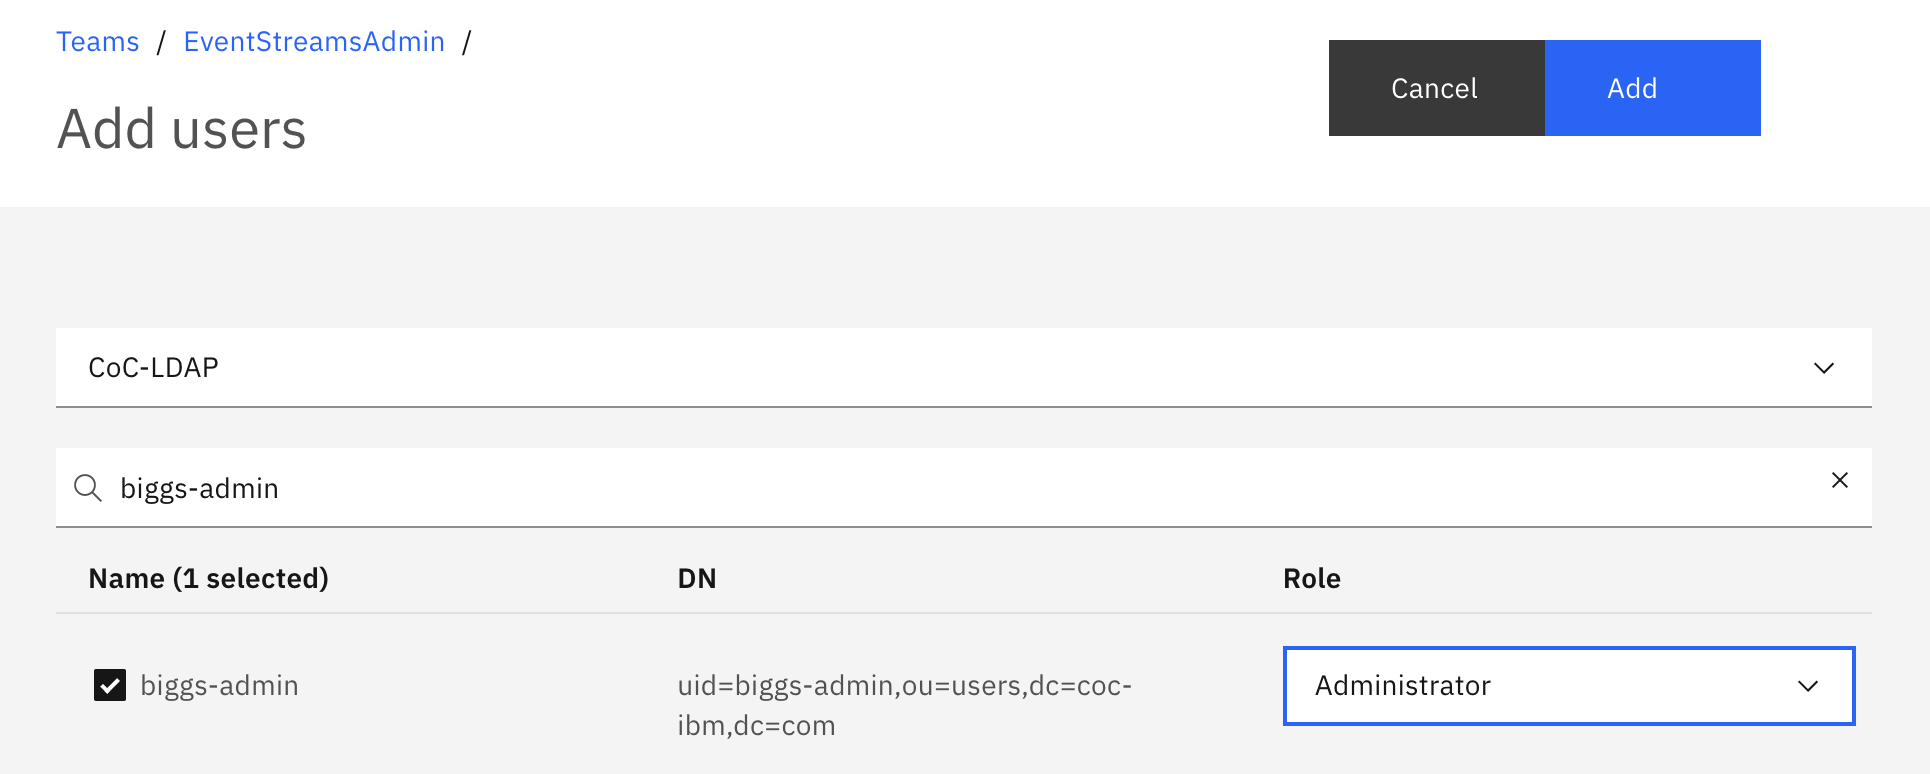 Teams / EventStreamsAdmin /
Cancel
Add
Add users
CoC-LDAP
biggs-admin
Name (1 selected) DN Role
biggs-admin uid=biggs-admin,ou=users,dc=coc- Administrator
ibm,dc=com